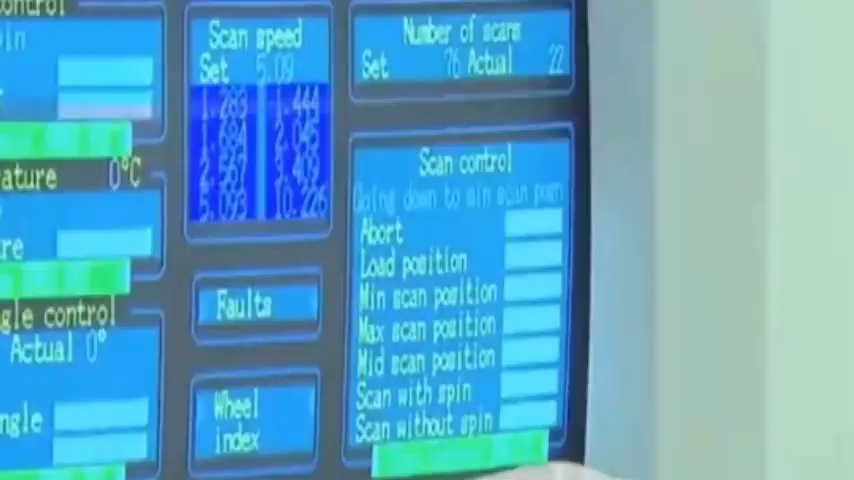 control
pin
ature 0°C
re
gle control
Actual 0°
ngle
Scan speed
Set 5.09
1.283 1.444
1.684 2.045
2.567 3.409
5.093 10.226
Faults
Wheel
index
Number of scans
Set 76 Actual 22
Scan control
Going down to min scan posn
Abort
Load position
Min scan position
Max scan position
Mid scan position
Scan with spin
Scan without spin